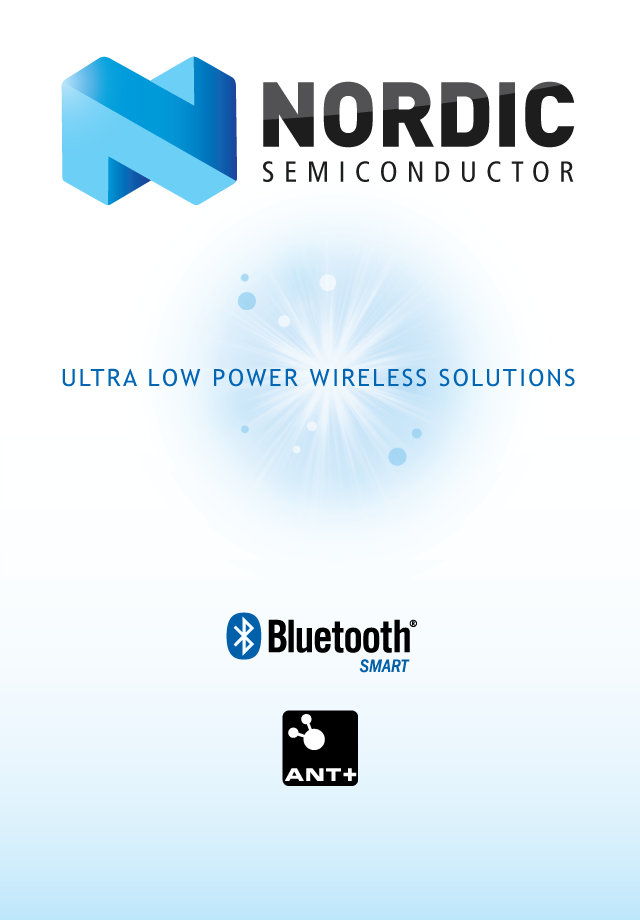 NORDIC
SEMICONDUCTOR
ULTRA LOW POWER WIRELESS SOLUTIONS
Bluetooth®
SMART
ANT+